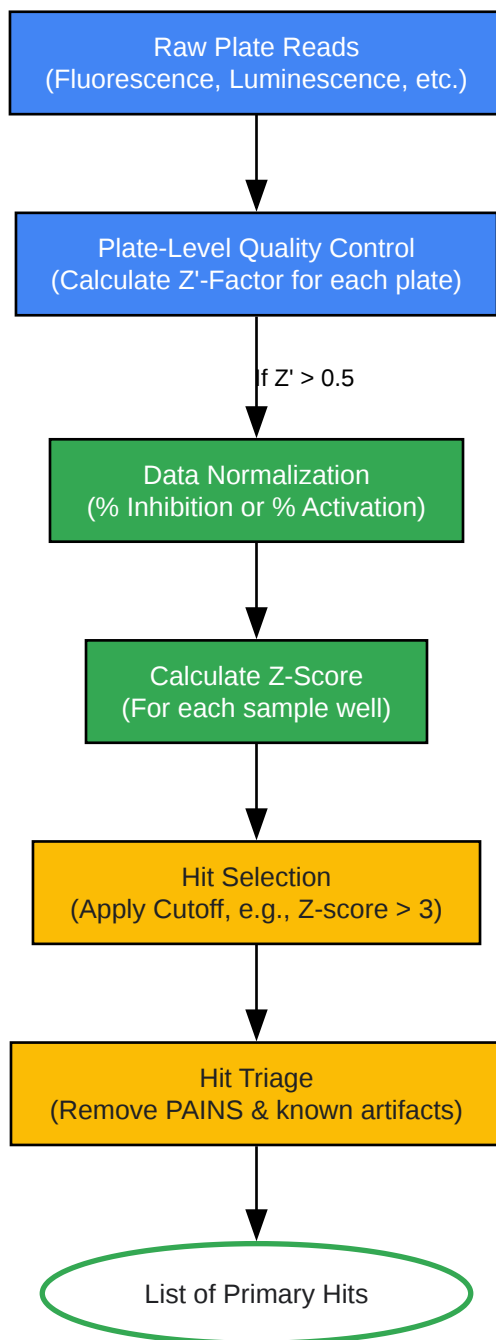 Raw Plate Reads
(Fluorescence, Luminescence, etc.)
Plate-Level Quality Control
(Calculate Z'-Factor for each plate)
If Z' > 0.5
Data Normalization
(% Inhibition or % Activation)
Calculate Z-Score
(For each sample well)
Hit Selection
(Apply Cutoff, e.g., Z-score > 3)
Hit Triage
(Remove PAINS & known artifacts)
List of Primary Hits